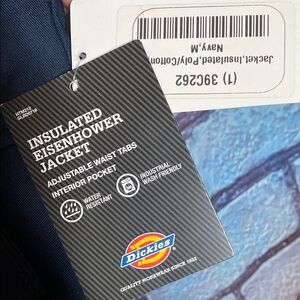 Jacket,Insulated,Poly/Cotton
Navy,M
(1) 39C262
INSULATED
EISENHOWER
JACKET
ADJUSTABLE WAIST TABS
INTERIOR POCKET
WATER
RESISTANT
INDUSTRIAL
WASH FRIENDLY
Dickies
QUALITY WORKWEAR SINCE 1922